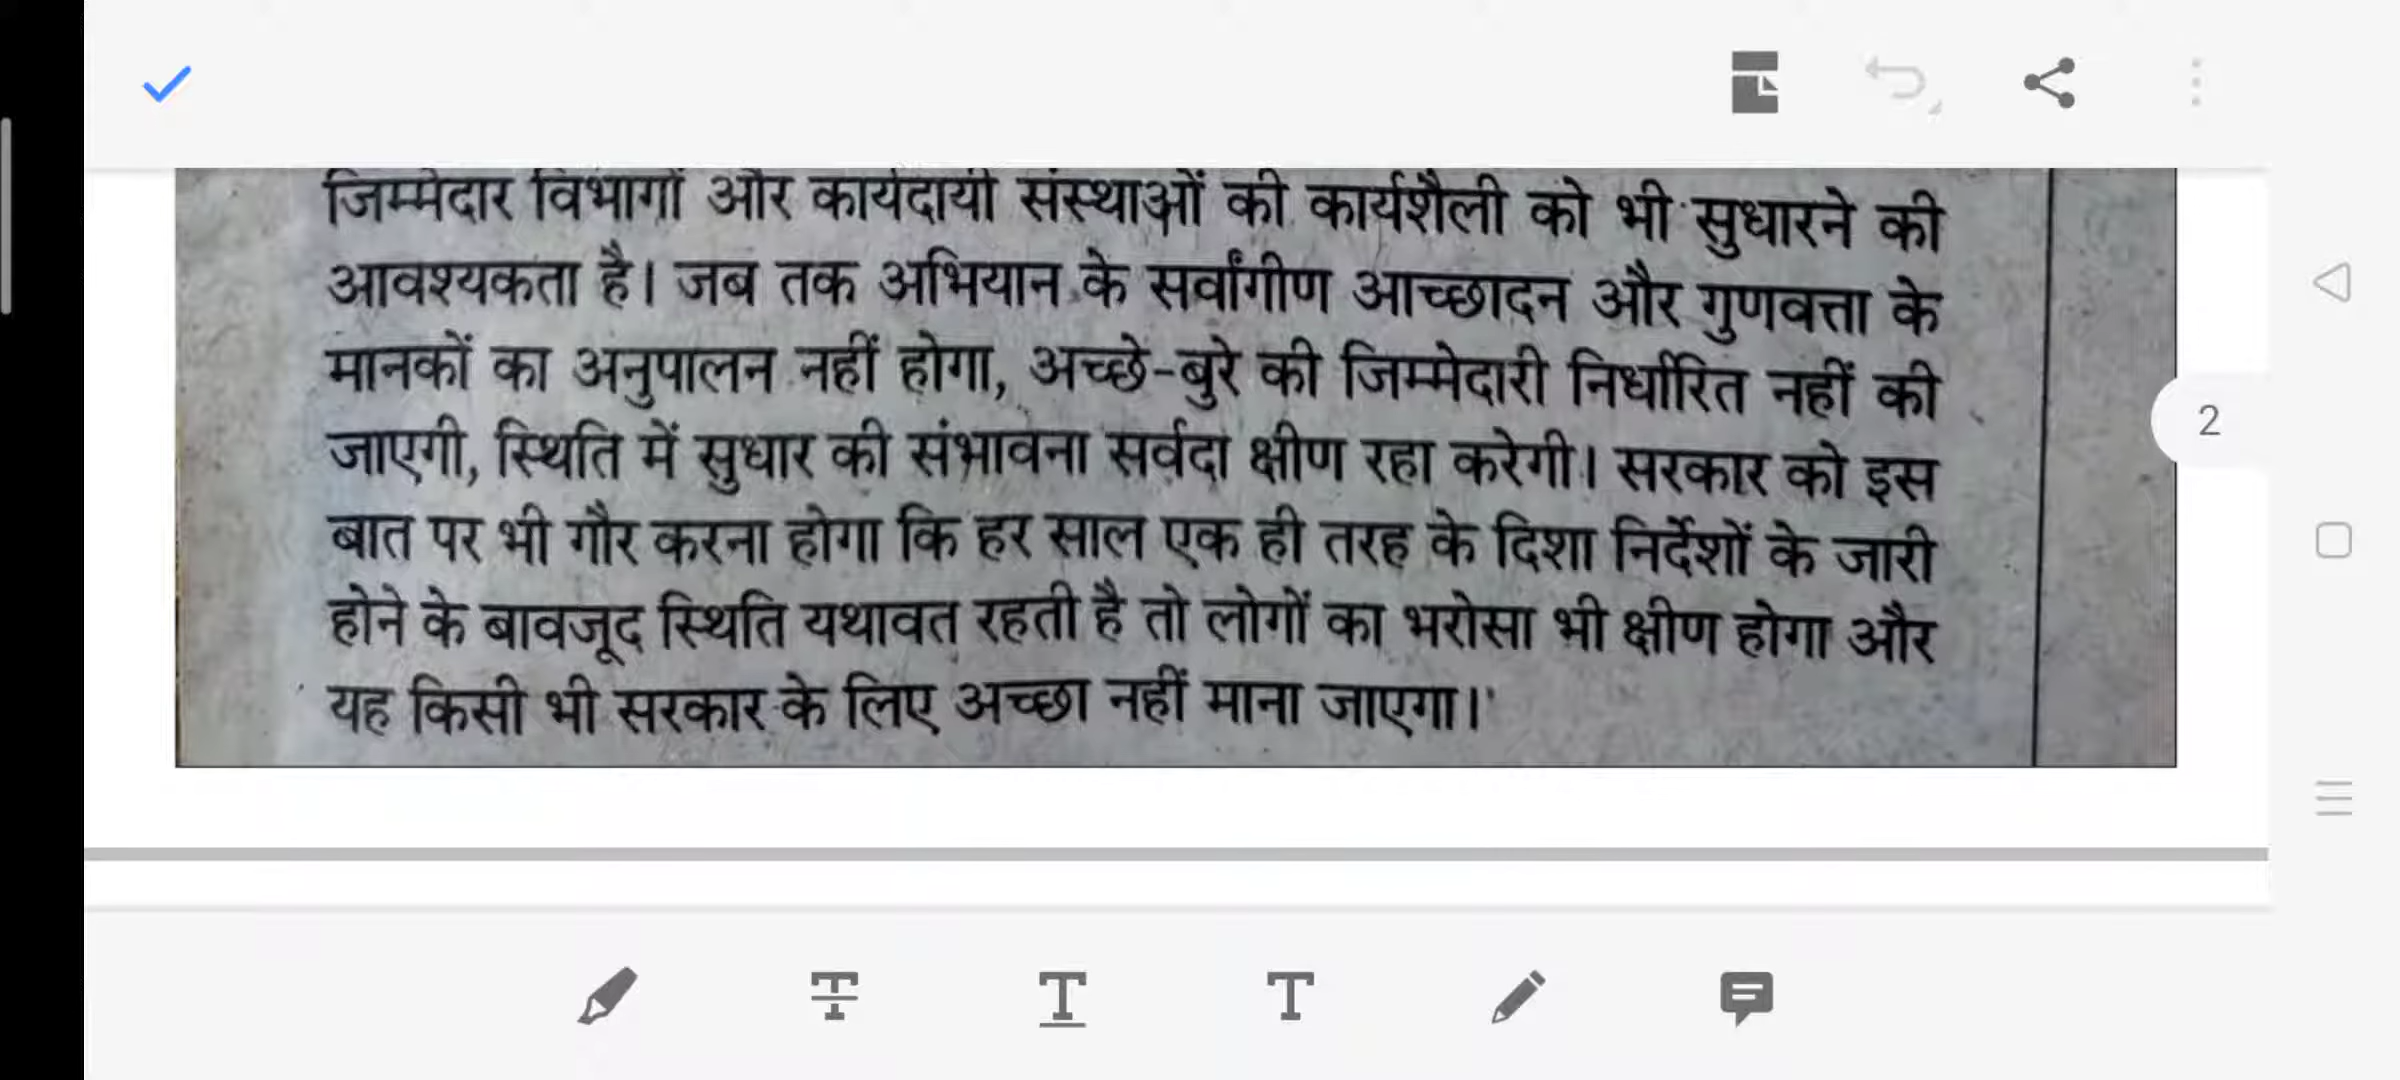 जिम्मेदार विभागों और कार्यदायी संस्थाओं की कार्यशैली को भी सुधारने की
आवश्यकता है। जब तक अभियान के सर्वांगीण आच्छादन और गुणवत्ता के
मानकों का अनुपालन नहीं होगा, अच्छे-बुरे की जिम्मेदारी निर्धारित नहीं की
जाएगी, स्थिति में सुधार की संभावना सर्वदा क्षीण रहा करेगी। सरकार को इस
बात पर भी गौर करना होगा कि हर साल एक ही तरह के दिशा निर्देशों के जारी
होने के बावजूद स्थिति यथावत रहती है तो लोगों का भरोसा भी क्षीण होगा और
यह किसी भी सरकार के लिए अच्छा नहीं माना जाएगा।
2